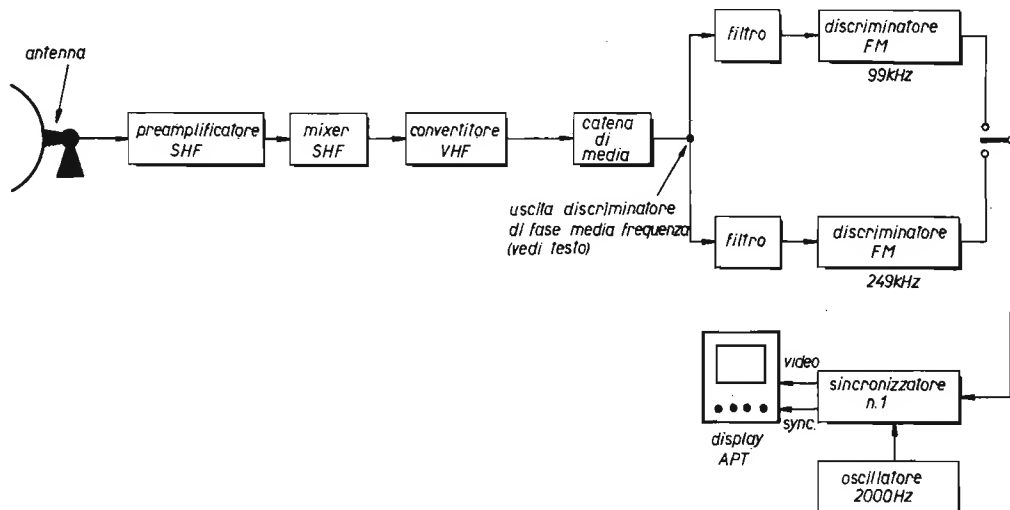 antenna
preamplificatore
SHF
mixer
SHF
convertitore
VHF
catena
di
media
uscita discriminatore
di fase media frequenza
(vedi testo)
filtro
discriminatore
FM
99kHz
filtro
discriminatore
FM
249kHz
video
sync.
display
APT
sincronizzatore
n.1
oscillatore
2000Hz